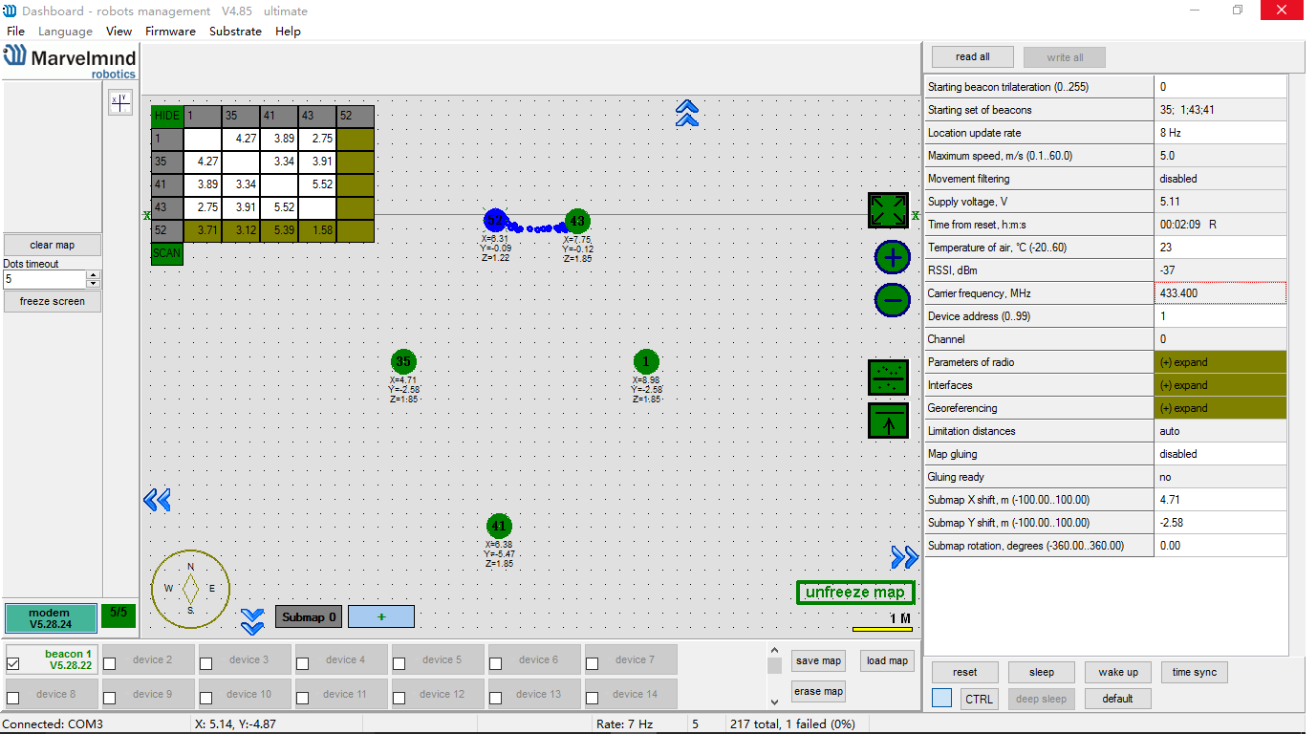 Dashboard - robots management V4.85 ultimate
File Language View Firmware Substrate Help
Marvelmind
robotics
clear map
Dots timeout
5
freeze screen
HIDE 1 35 41 43 52
1 4.27 3.89 2.75
35 4.27 3.34 3.91
41 3.89 3.34 5.52
43 2.75 3.91 5.52
52 3.71 3.12 5.39 1.58
SCAN
X
X
52
X=6.31
Y=-0.09
Z=1.22
43
X=7.75
Y=-0.12
Z=1.85
35
X=4.71
Y=-2.58
Z=1.85
1
X=8.98
Y=-2.58
Z=1.85
41
X=6.38
Y=-5.47
Z=1.85
N
W E
S
Submap 0 +
unfreeze map
1 M
modem
V5.28.24
5/5
read all write all
Starting beacon trilateration (0..255) 0
Starting set of beacons 35; 1;43;41
Location update rate 8 Hz
Maximum speed, m/s (0.1..60.0) 5.0
Movement filtering disabled
Supply voltage, V 5.11
Time from reset, h:m:s 00:02:09 R
Temperature of air, °C (-20..60) 23
RSSI, dBm -37
Carrier frequency, MHz 433.400
Device address (0..99) 1
Channel 0
Parameters of radio (+) expand
Interfaces (+) expand
Georeferencing (+) expand
Limitation distances auto
Map gluing disabled
Gluing ready no
Submap X shift, m (-100.00..100.00) 4.71
Submap Y shift, m (-100.00..100.00) -2.58
Submap rotation, degrees (-360.00..360.00) 0.00
beacon 1
V5.28.22
device 2 device 3 device 4 device 5 device 6 device 7
device 8 device 9 device 10 device 11 device 12 device 13 device 14
save map load map
erase map
reset sleep wake up time sync
CTRL deep sleep default
Connected: COM3 X: 5.14, Y:-4.87 Rate: 7 Hz 5 217 total, 1 failed (0%)